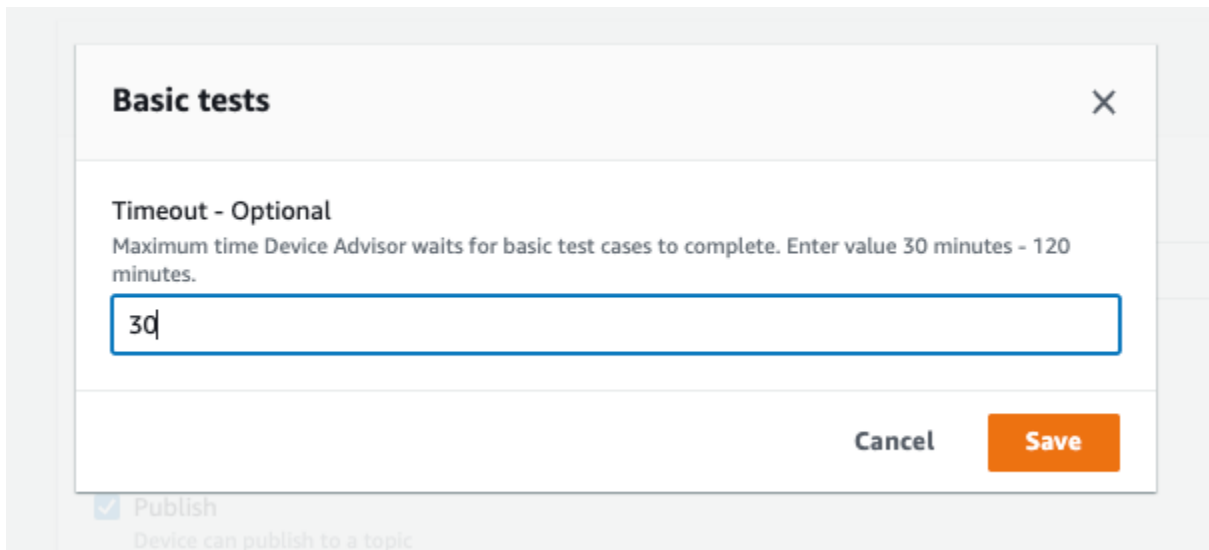 Basic tests
Timeout - Optional
Maximum time Device Advisor waits for basic test cases to complete. Enter value 30 minutes - 120
minutes.
30
Cancel
Save
Publish
Device can publish to a topic